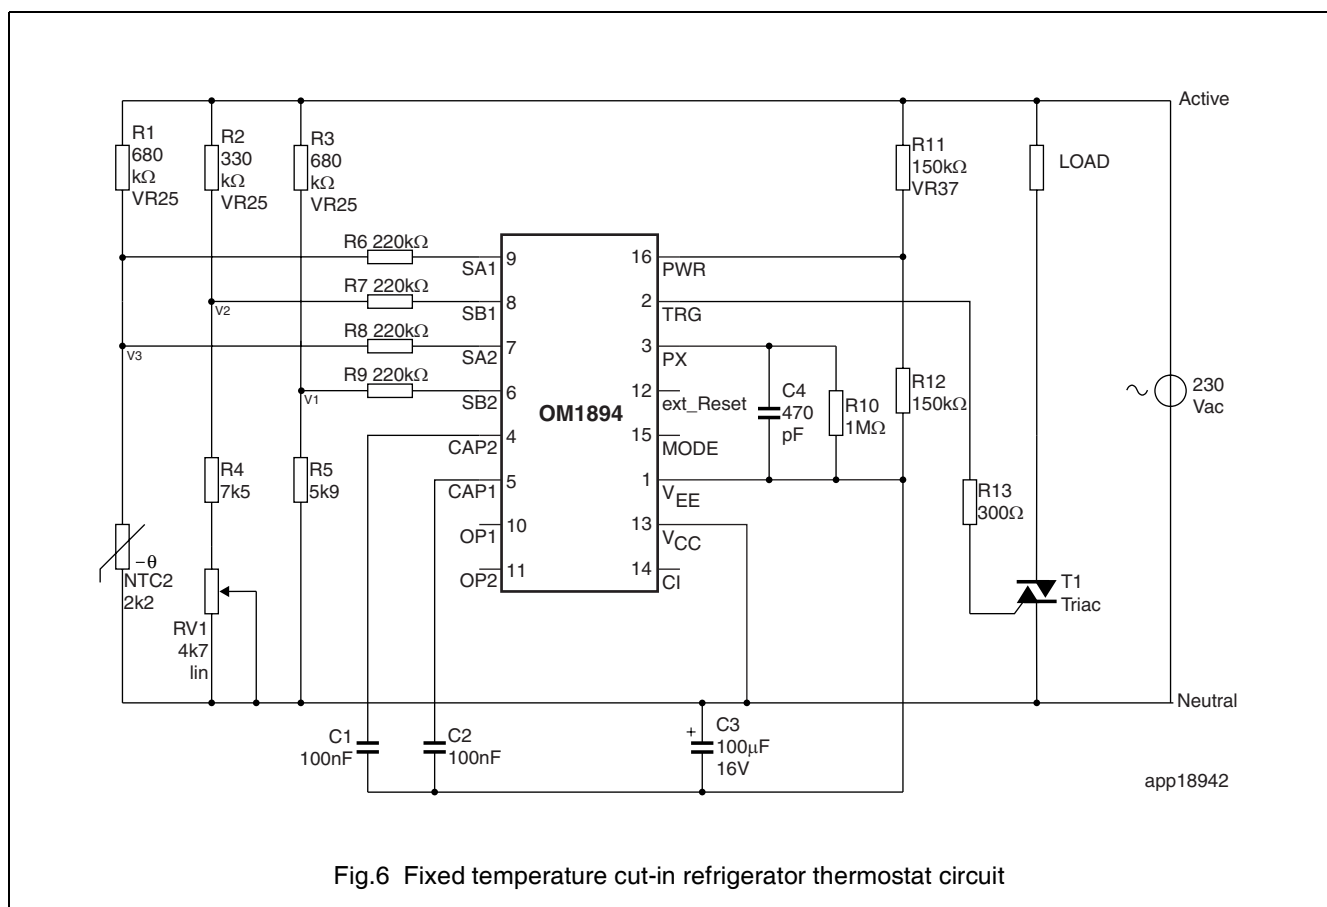 Active
R1
680
kΩ
VR25
R2
330
kΩ
VR25
R3
680
kΩ
VR25
R11
150kΩ
VR37
LOAD
R6 220kΩ
9
SA1
16
PWR
R7 220kΩ
V2
8
SB1
2
TRG
R8 220kΩ
V3
7
SA2
3
PX
R9 220kΩ
V1
6
SB2
OM1894
12
ext_Reset
C4
470
pF
R10
1MΩ
R12
150kΩ
230
Vac
4
CAP2
15
MODE
R4
7k5
R5
5k9
5
CAP1
1
VEE
R13
300Ω
10
OP1
13
VCC
11
OP2
14
CI
–θ
NTC2
2k2
T1
Triac
RV1
4k7
lin
Neutral
C1
100nF
C2
100nF
+
C3
100µF
16V
app18942
Fig.6 Fixed temperature cut-in refrigerator thermostat circuit